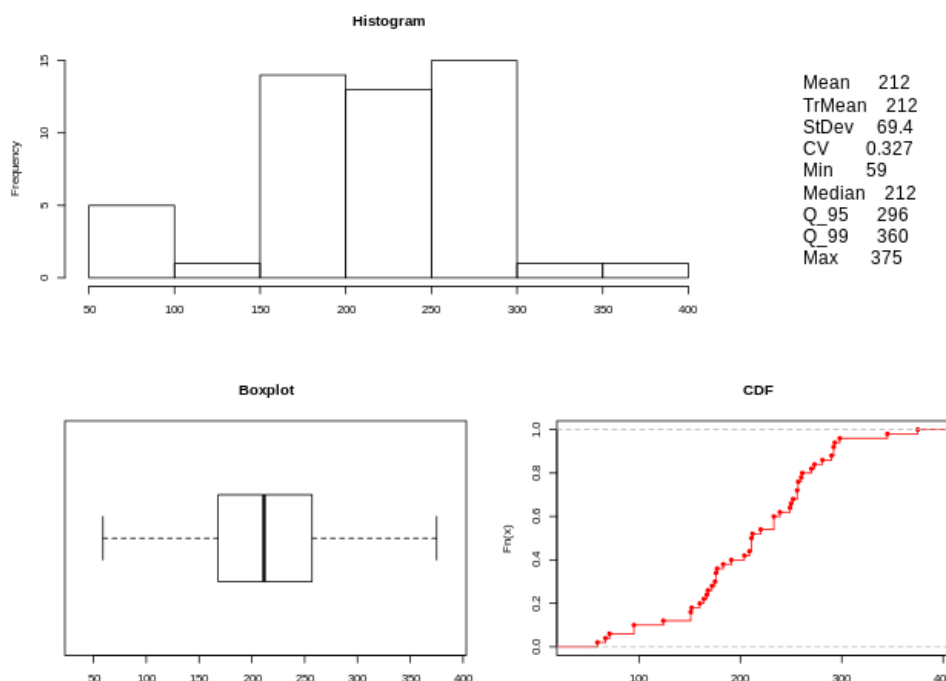 Histogram
Frequency
15
10
5
0
50 100 150 200 250 300 350 400
Mean 212
TrMean 212
StDev 69.4
CV 0.327
Min 59
Median 212
Q_95 296
Q_99 360
Max 375
Boxplot
50 100 150 200 250 300 350 400
CDF
Fn(x)
1.0
0.8
0.6
0.4
0.2
0.0
100 200 300